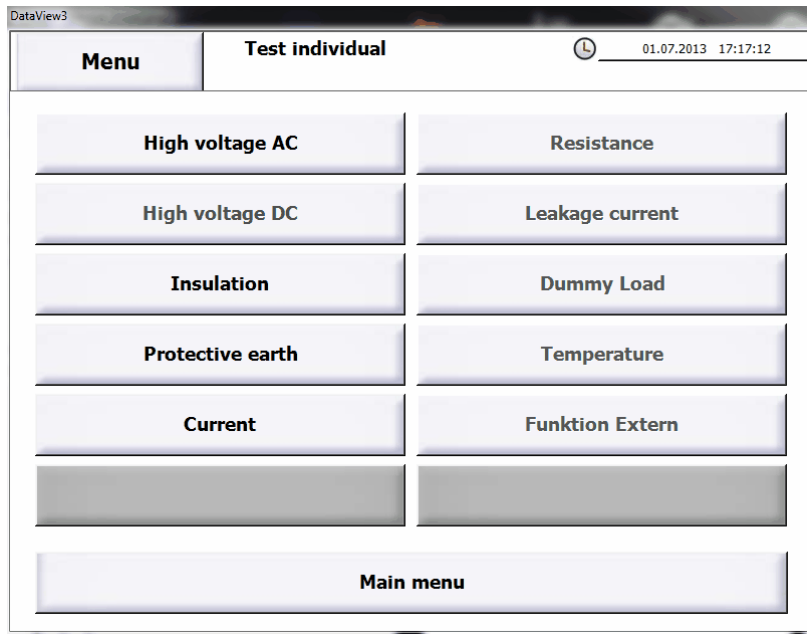 DataView3
Menu
Test individual
01.07.2013 17:17:12
High voltage AC
Resistance
High voltage DC
Leakage current
Insulation
Dummy Load
Protective earth
Temperature
Current
Funktion Extern
Main menu